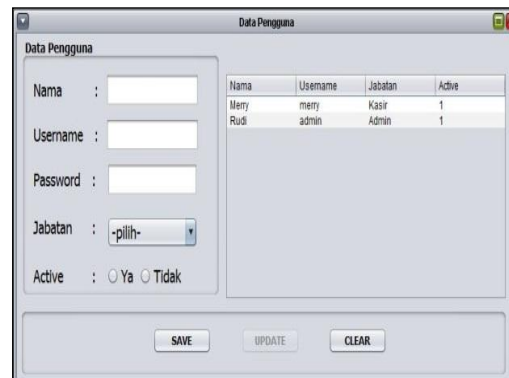 Data Pengguna
Data Pengguna
Nama :
Username :
Password :
Jabatan : -pilih-
Active : Ya Tidak
Nama Username Jabatan Active
Merry merry Kasir 1
Rudi admin Admin 1
SAVE UPDATE CLEAR